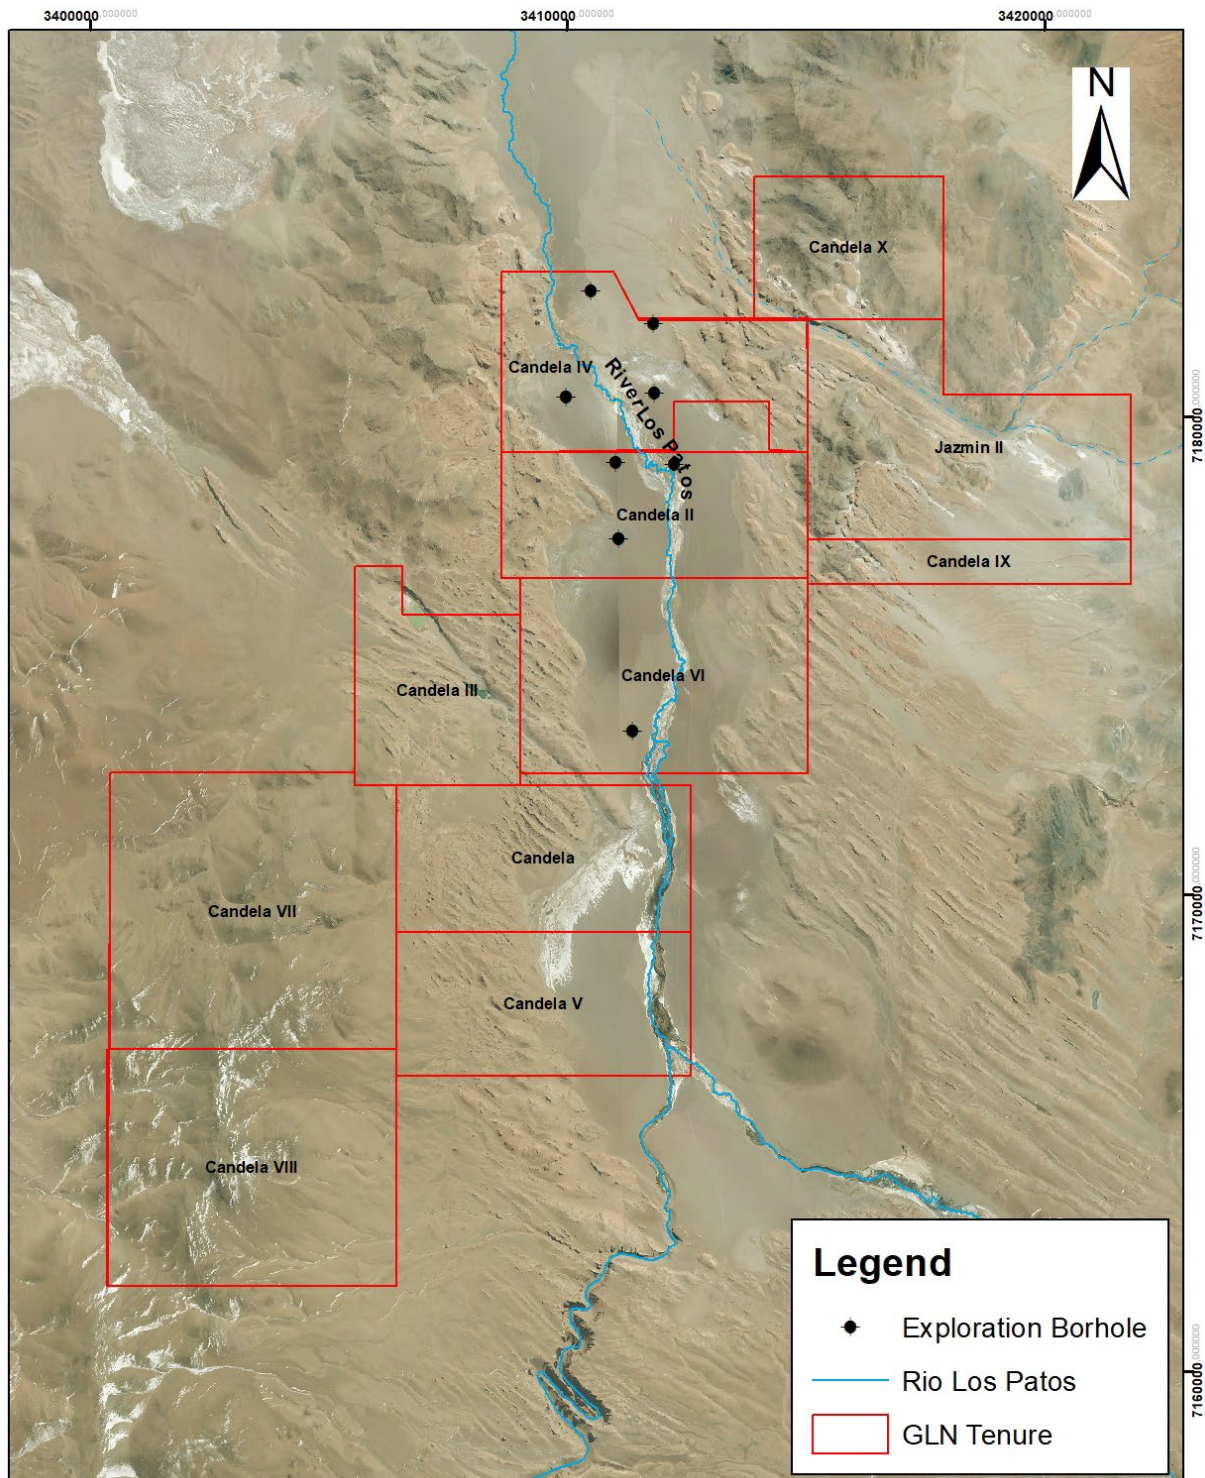 3400000,000000
3410000,000000
3420000,000000
N
Candela X
Candela IV
River Los Patos
7180000,000000
Jazmin II
Candela II
Candela IX
Candela VI
Candela III
Candela
Candela VII
7170000,000000
Candela V
Candela VIII
Legend
Exploration Borhole
Rio Los Patos
GLN Tenure
7160000,000000